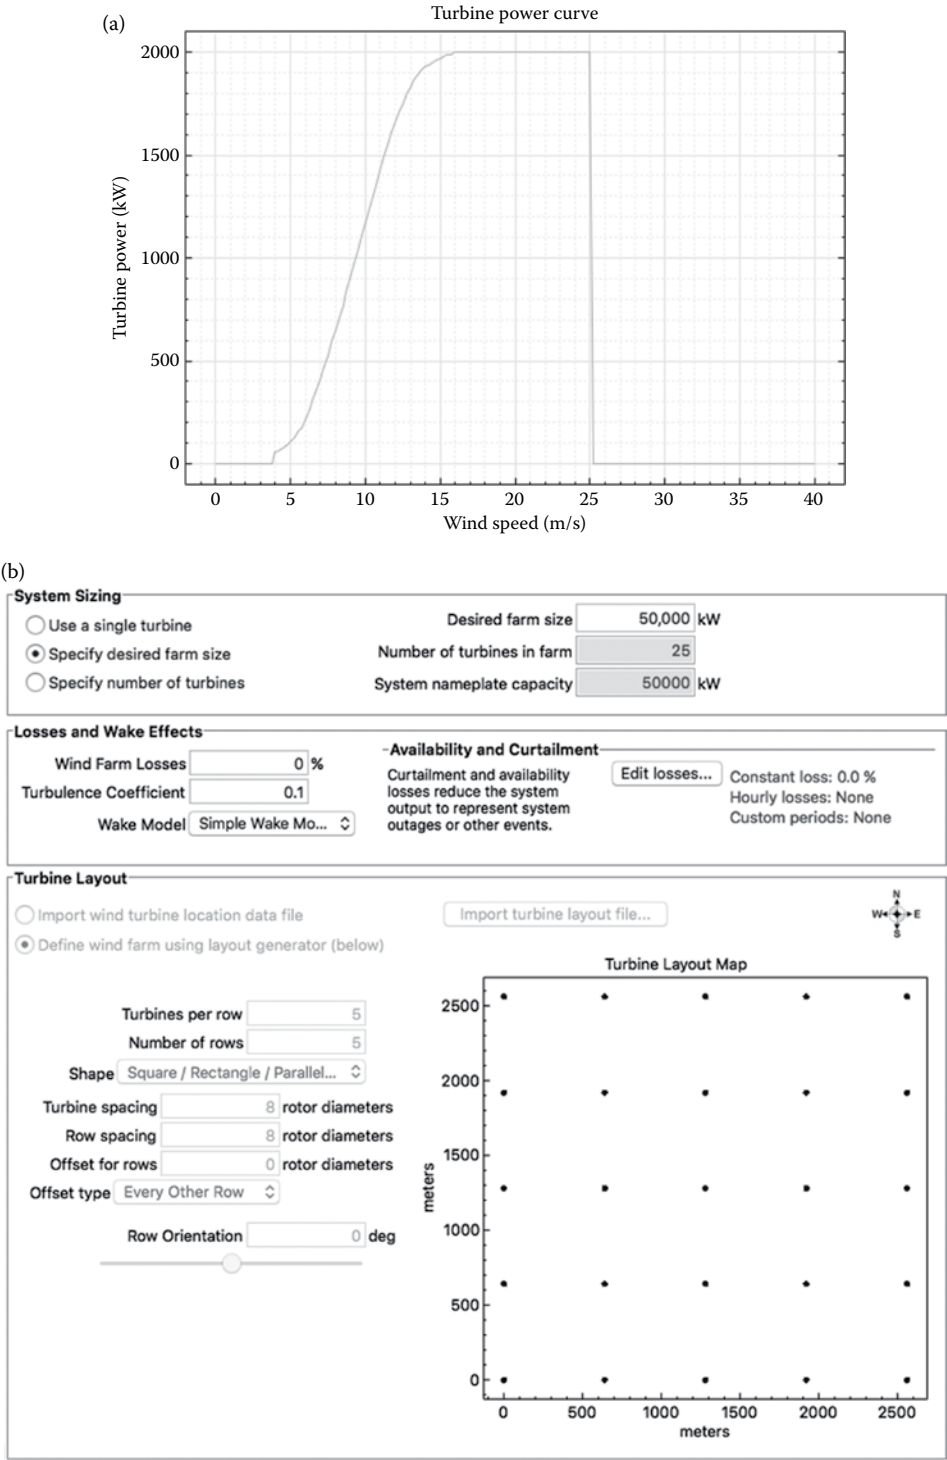 (a)
Turbine power curve
2000
1500
1000
500
0
Turbine power (kW)
0 5 10 15 20 25 30 35 40
Wind speed (m/s)
(b)
System Sizing
Use a single turbine
Specify desired farm size
Specify number of turbines
Desired farm size 50,000 kW
Number of turbines in farm 25
System nameplate capacity 50000 kW
Losses and Wake Effects
Wind Farm Losses 0 %
Turbulence Coefficient 0.1
Wake Model Simple Wake Mo...
Availability and Curtailment
Curtailment and availability
losses reduce the system
output to represent system
outages or other events.
Edit losses...
Constant loss: 0.0 %
Hourly losses: None
Custom periods: None
Turbine Layout
Import wind turbine location data file
Import turbine layout file...
Define wind farm using layout generator (below)
N
W E
S
Turbines per row 5
Number of rows 5
Shape Square / Rectangle / Parallel...
Turbine spacing 8 rotor diameters
Row spacing 8 rotor diameters
Offset for rows 0 rotor diameters
Offset type Every Other Row
Row Orientation 0 deg
Turbine Layout Map
2500
2000
1500
1000
500
0
meters
0 500 1000 1500 2000 2500
meters